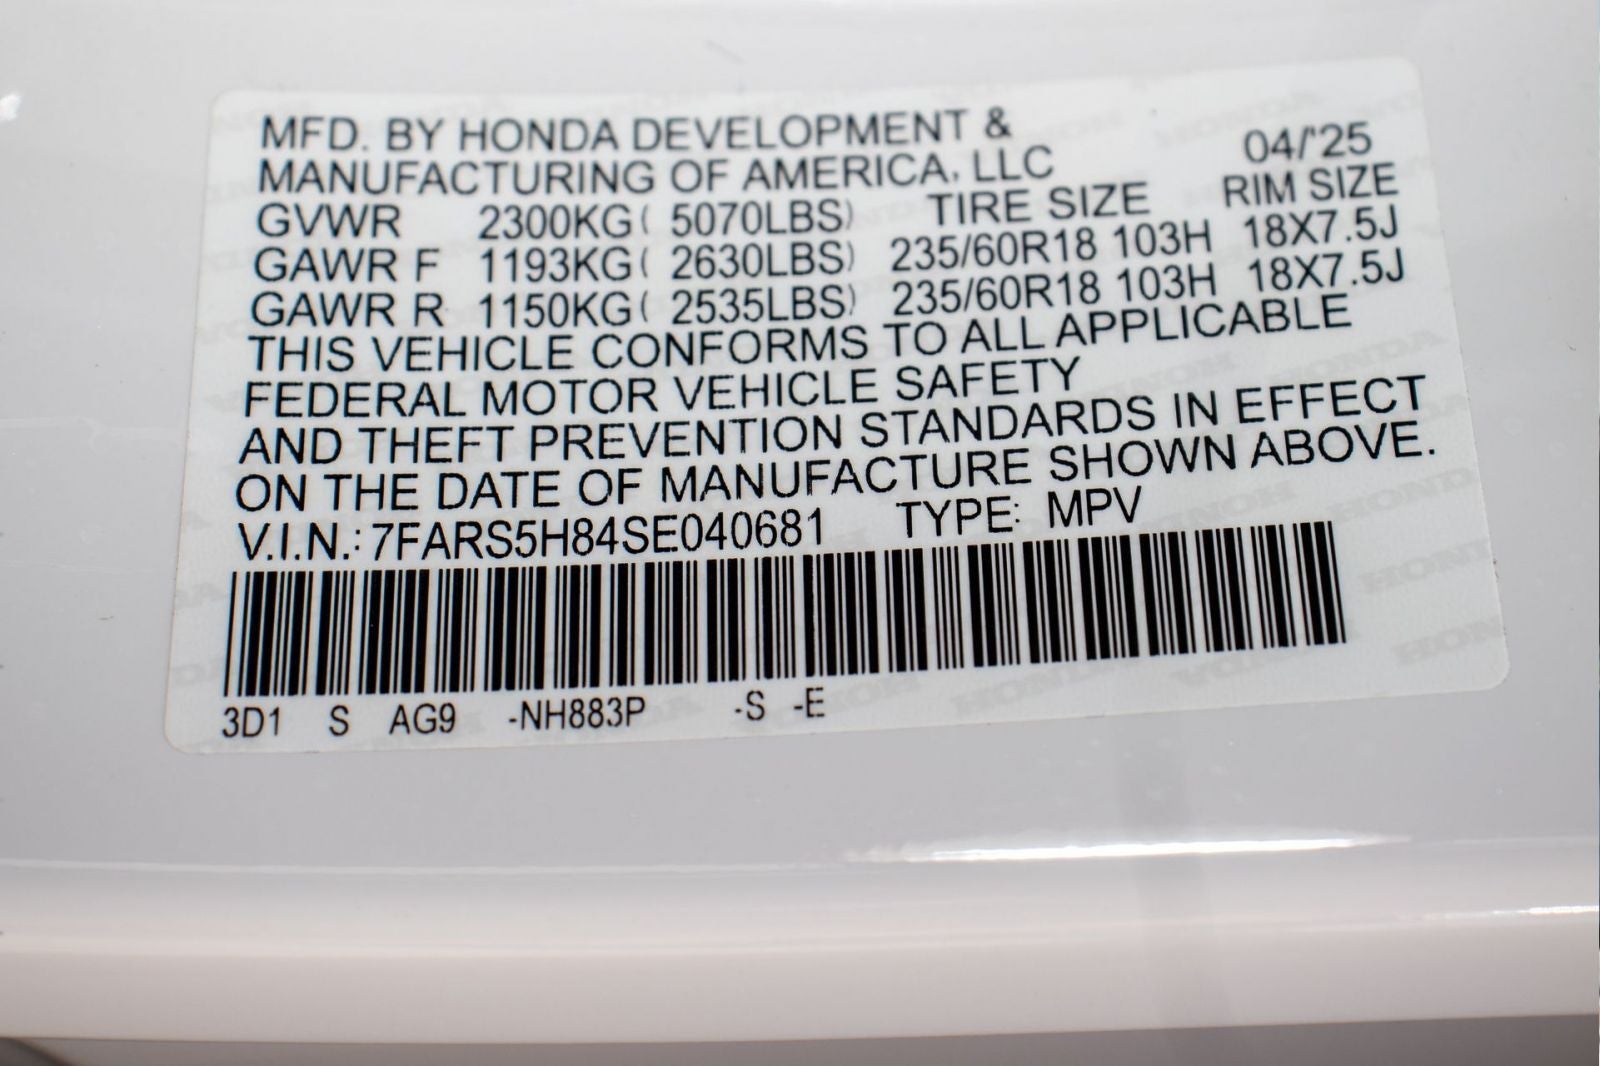 MFD. BY HONDA DEVELOPMENT &
MANUFACTURING OF AMERICA, LLC 04/'25
GVWR 2300KG( 5070LBS) TIRE SIZE RIM SIZE
GAWR F 1193KG( 2630LBS) 235/60R18 103H 18X7.5J
GAWR R 1150KG( 2535LBS) 235/60R18 103H 18X7.5J
THIS VEHICLE CONFORMS TO ALL APPLICABLE
FEDERAL MOTOR VEHICLE SAFETY
AND THEFT PREVENTION STANDARDS IN EFFECT
ON THE DATE OF MANUFACTURE SHOWN ABOVE.
V.I.N.: 7FARS5H84SE040681 TYPE: MPV
3D1 S AG9 -NH883P -S -E